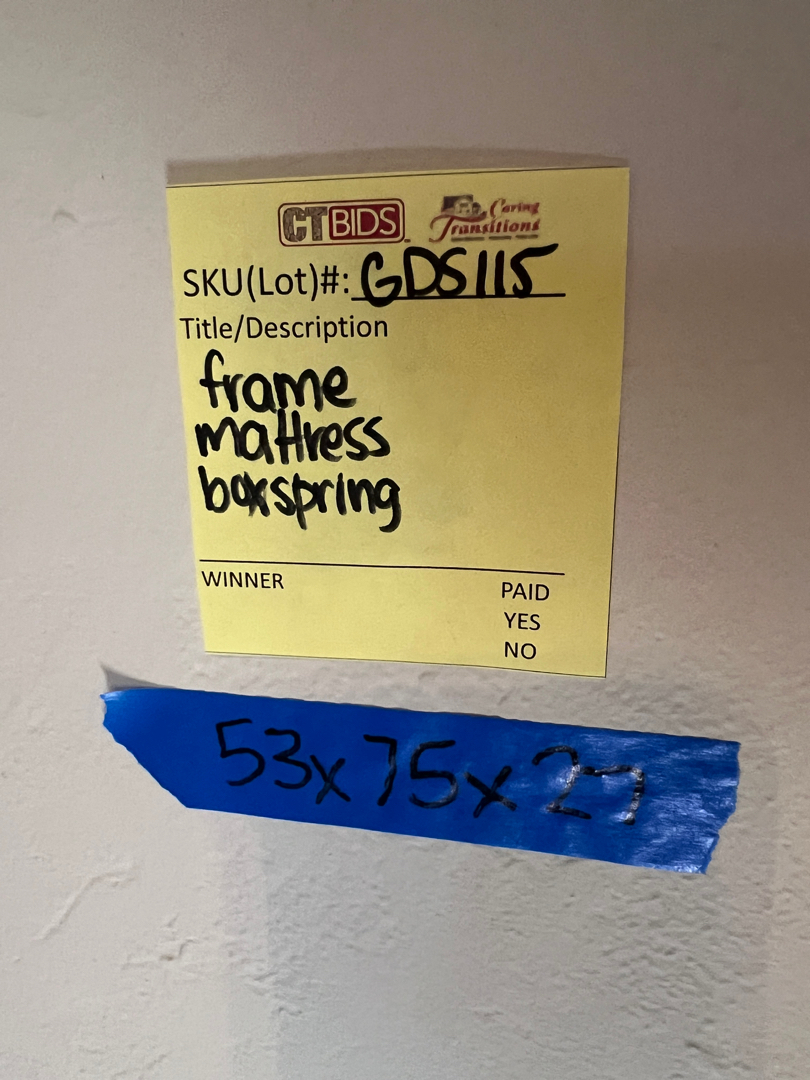 CTBIDS
Caring
Transitions
SKU(Lot)#: GDS115
Title/Description
frame
mattress
boxspring
WINNER
PAID
YES
NO
53x75x27